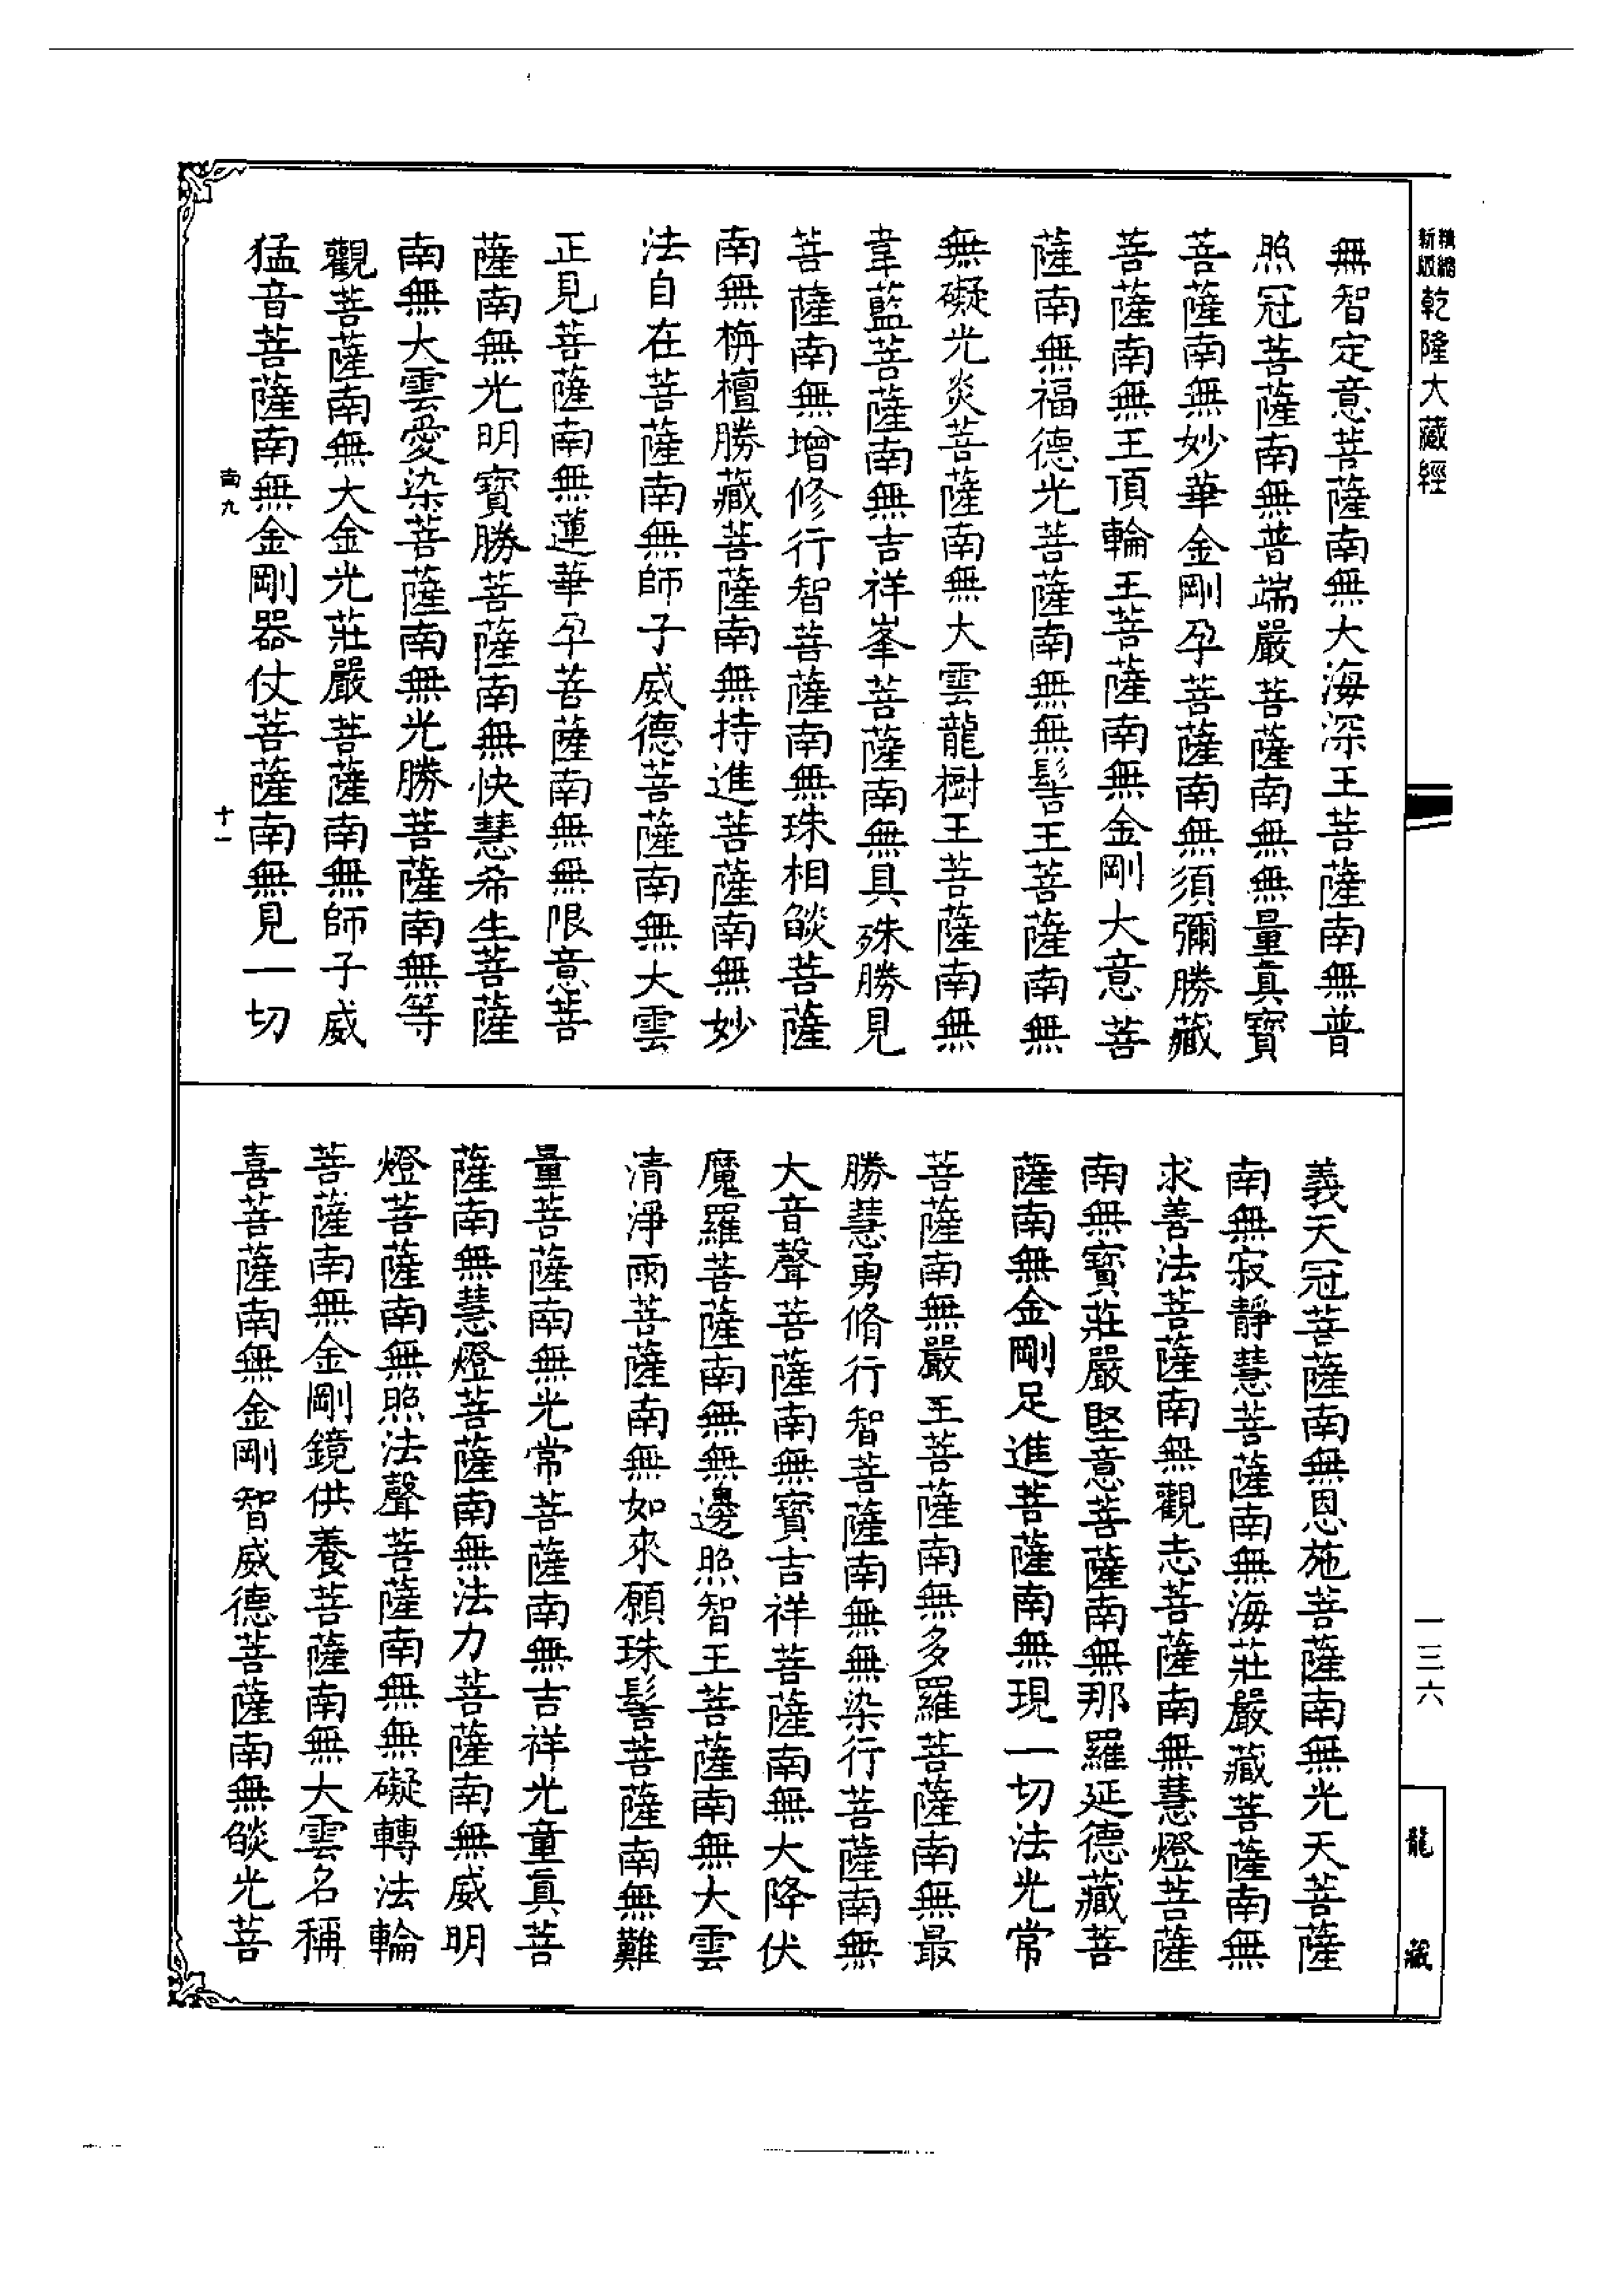 精縮
新版
乾隆大藏經
一三六
龍藏
無智定意菩薩南無大海深王菩薩南無普
照冠菩薩南無普端嚴菩薩南無無量真寶
菩薩南無妙華金剛孕菩薩南無須彌勝藏
菩薩南無王頂輪王菩薩南無金剛大意菩
薩南無福德光菩薩南無無髻王菩薩南無
無礙光炎菩薩南無大雲龍樹王菩薩南無
韋藍菩薩南無吉祥峯菩薩南無具殊勝見
菩薩南無增修行智菩薩南無珠相燄菩薩
南無栴檀勝藏菩薩南無持進菩薩南無妙
法自在菩薩南無師子威德菩薩南無大雲
正見菩薩南無蓮華孕菩薩南無無限意菩
薩南無光明寶勝菩薩南無快慧希生菩薩
南無大雲愛染菩薩南無光勝菩薩南無等
觀菩薩南無大金光莊嚴菩薩南無師子威
猛音菩薩南無金剛器仗菩薩南無見一切
九
十一
義天冠菩薩南無恩施菩薩南無光天菩薩
南無寂靜慧菩薩南無海莊嚴藏菩薩南無
求善法菩薩南無觀志菩薩南無慧燈菩薩
南無寶莊嚴堅意菩薩南無那羅延德藏菩
薩南無金剛足進菩薩南無現一切法光常
菩薩南無嚴王菩薩南無多羅菩薩南無最
勝慧勇脩行智菩薩南無無染行菩薩南無
大音聲菩薩南無寶吉祥菩薩南無大降伏
魔羅菩薩南無無邊照智王菩薩南無大雲
清淨雨菩薩南無如來願珠髻菩薩南無難
量菩薩南無光常菩薩南無吉祥光童真菩
薩南無慧燈菩薩南無法力菩薩南無威明
燈菩薩南無照法聲菩薩南無無礙轉法輪
菩薩南無金剛鏡供養菩薩南無大雲名稱
喜菩薩南無金剛智威德菩薩南無燄光菩